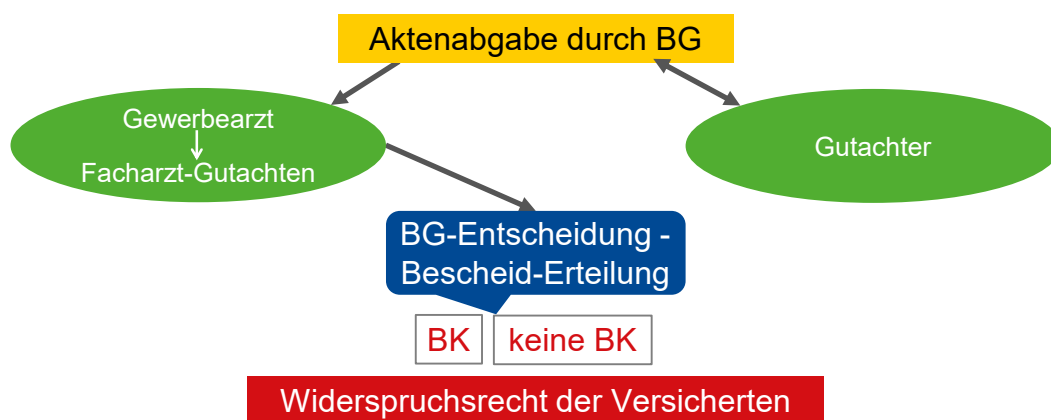 Aktenabgabe durch BG
Gewerbearzt
Facharzt-Gutachten
Gutachter
BG-Entscheidung -
Bescheid-Erteilung
BK
keine BK
Widerspruchsrecht der Versicherten